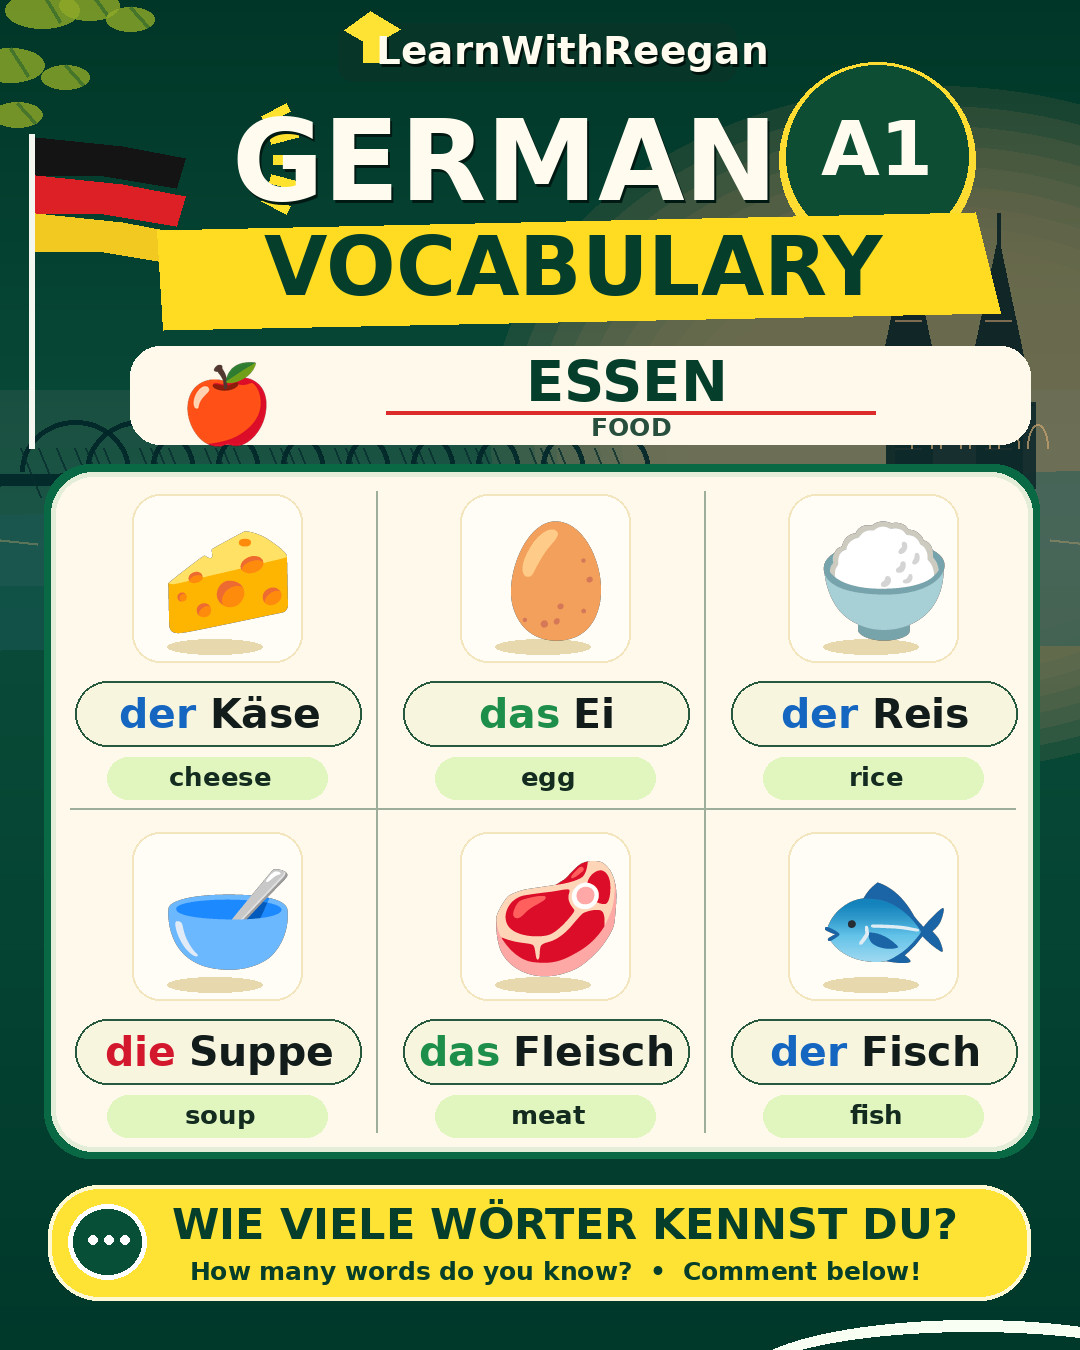 LearnWithReegan
GERMAN
A1
VOCABULARY
ESSEN
FOOD
der Käse
das Ei
der Reis
cheese
egg
rice
die Suppe
das Fleisch
der Fisch
soup
meat
fish
WIE VIELE WÖRTER KENNST DU?
How many words do you know? • Comment below!